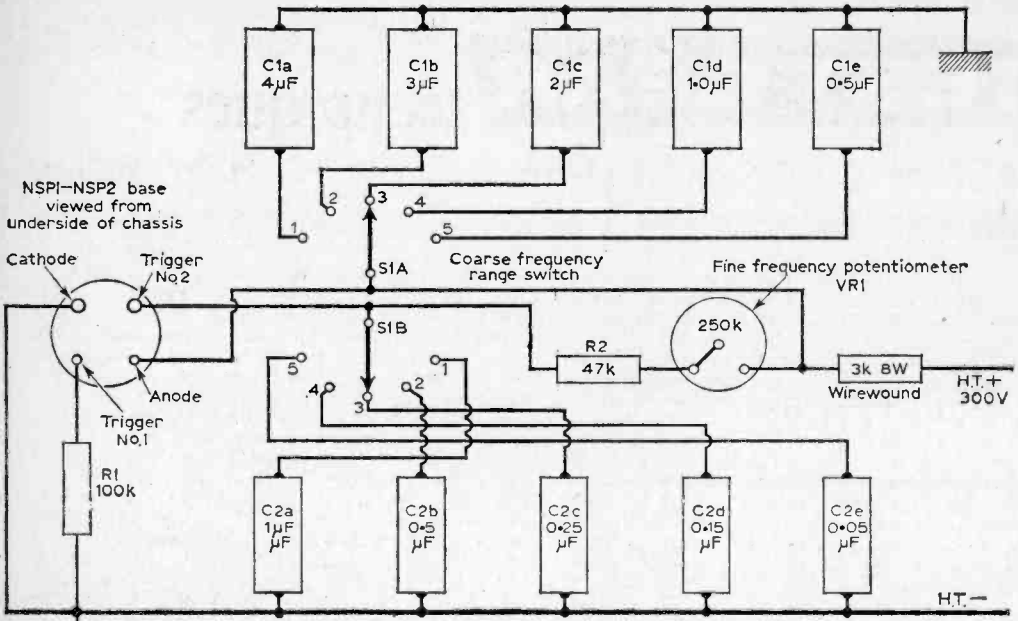 C1a
4µF
C1b
3µF
C1c
2µF
C1d
1·0µF
C1e
0·5µF
NSP1-NSP2 base
viewed from
underside of chassis
Cathode
Trigger
No.2
1
2
3
4
5
S1A
Coarse frequency
range switch
Fine frequency potentiometer
VR1
250k
S1B
R2
47k
3k 8W
Wirewound
H.T.+
300V
5
4
3
2
1
Anode
Trigger
No.1
R1
100k
C2a
1µF
µF
C2b
0·5
µF
C2c
0·25
µF
C2d
0·15
µF
C2e
0·05
µF
H.T.-